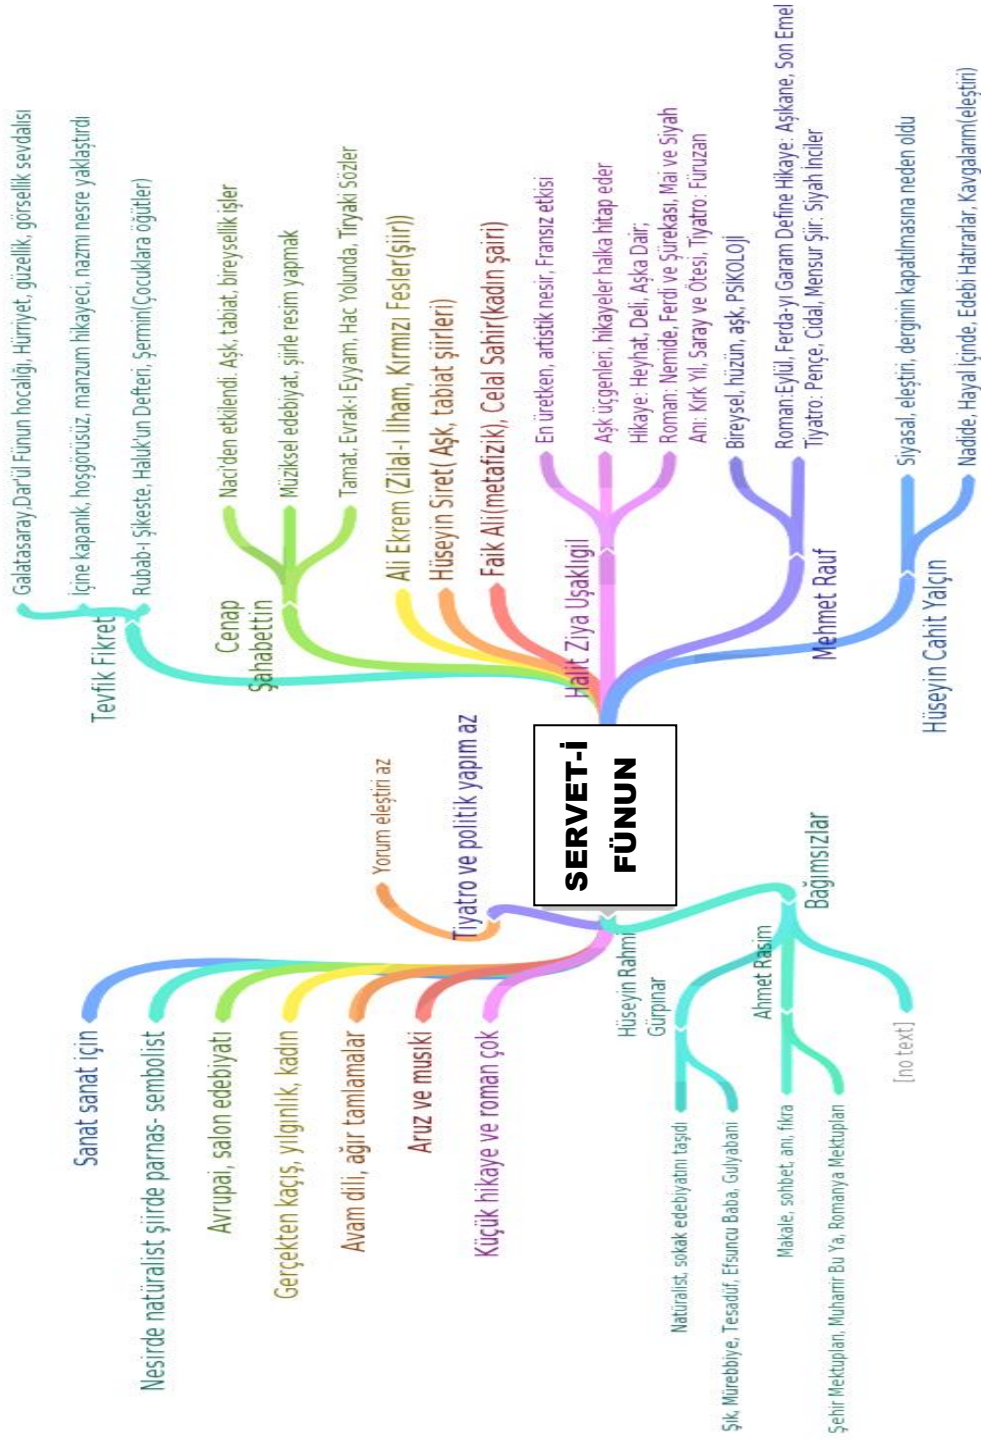 SERVET-İ
FÜNUN
Tevfik Fikret
Galatasaray,Dar'ül Fünun hocalığı, Hürriyet, güzellik, görsellik sevdalısı
İçine kapanık, hoşgörüsüz, manzum hikayeci, nazmı nesre yaklaştırdı
Rubab-ı Şikeste, Haluk'un Defteri, Şermin(Çocuklara öğütler)
Cenap
Şahabettin
Naci'den etkilendi. Aşk, tabiat, bireysellik işler
Müziksel edebiyat, şiirle resim yapmak
Tamat, Evrak-ı Eyyam, Hac Yolunda, Tiryaki Sözler
Ali Ekrem (Zilal-ı İlham, Kırmızı Fesler(şiir))
Hüseyin Siret( Aşk, tabiat şiirleri)
Faik Ali(metafizik), Celal Sahir(kadın şairi)
Halit Ziya Uşaklıgil
En üretken, artistik nesir, Fransız etkisi
Aşk üçgenleri, hikayeler halka hitap eder
Hikaye: Heyhat, Deli, Aşka Dair;
Roman: Nemide, Ferdi ve Şürekası, Mai ve Siyah
Anı: Kırk Yıl, Saray ve Ötesi, Tiyatro: Füruzan
Mehmet Rauf
Bireysel, hüzün, aşk, PSİKOLOJİ
Roman:Eylül, Ferda-yı Garam Define Hikaye: Aşıkane, Son Emel
Tiyatro: Pençe, Cidal, Mensur Şiir: Siyah İnciler
Hüseyin Cahit Yalçın
Siyasal, eleştiri, derginin kapatılmasına neden oldu
Nadide, Hayal İçinde, Edebi Hatıralar, Kavgalarım(eleştiri)
Sanat sanat için
Nesirde natüralist şiirde parnas- sembolist
Avrupai, salon edebiyatı
Gerçekten kaçış, yılgınlık, kadın
Avam dili, ağır tamlamalar
Aruz ve musiki
Küçük hikaye ve roman çok
Tiyatro ve politik yapım az
Yorum eleştiri az
Bağımsızlar
Hüseyin Rahmi
Gürpınar
Natüralist, sokak edebiyatını taşıdı
Şık, Mürebbiye, Tesadüf, Efsuncu Baba, Gulyabani
Ahmet Rasim
Makale, sohbet, anı, fıkra
Şehir Mektupları, Muharrir Bu Ya, Romanya Mektupları
[no text]